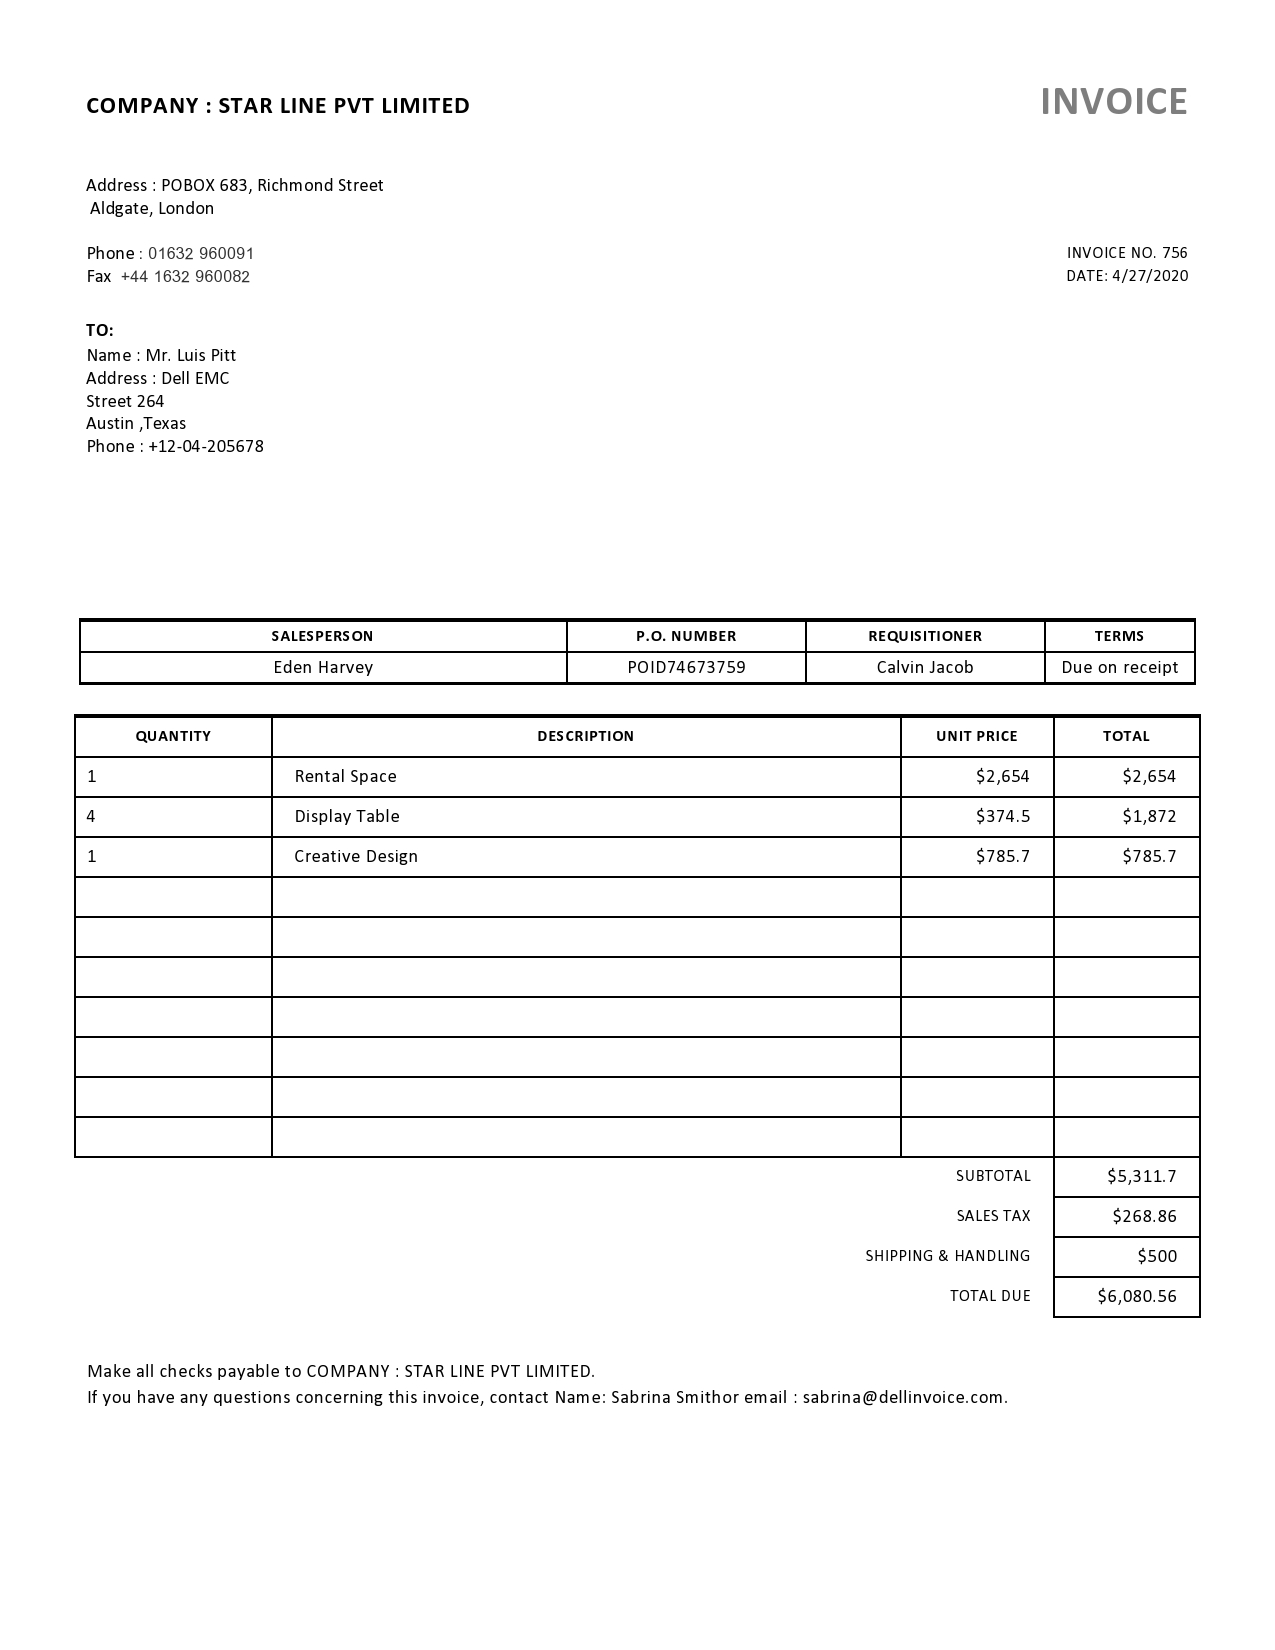 COMPANY : STAR LINE PVT LIMITED
INVOICE
Address : POBOX 683, Richmond Street
Aldgate, London
Phone : 01632 960091
INVOICE NO. 756
Fax +44 1632 960082
DATE: 4/27/2020
TO:
Name : Mr. Luis Pitt
Address : Dell EMC
Street 264
Austin ,Texas
Phone : +12-04-205678
SALESPERSON P.O. NUMBER REQUISITIONER TERMS
Eden Harvey POID74673759 Calvin Jacob Due on receipt
QUANTITY DESCRIPTION UNIT PRICE TOTAL
1 Rental Space $2,654 $2,654
4 Display Table $374.5 $1,872
1 Creative Design $785.7 $785.7
SUBTOTAL $5,311.7
SALES TAX $268.86
SHIPPING & HANDLING $500
TOTAL DUE $6,080.56
Make all checks payable to COMPANY : STAR LINE PVT LIMITED.
If you have any questions concerning this invoice, contact Name: Sabrina Smithor email : sabrina@dellinvoice.com.